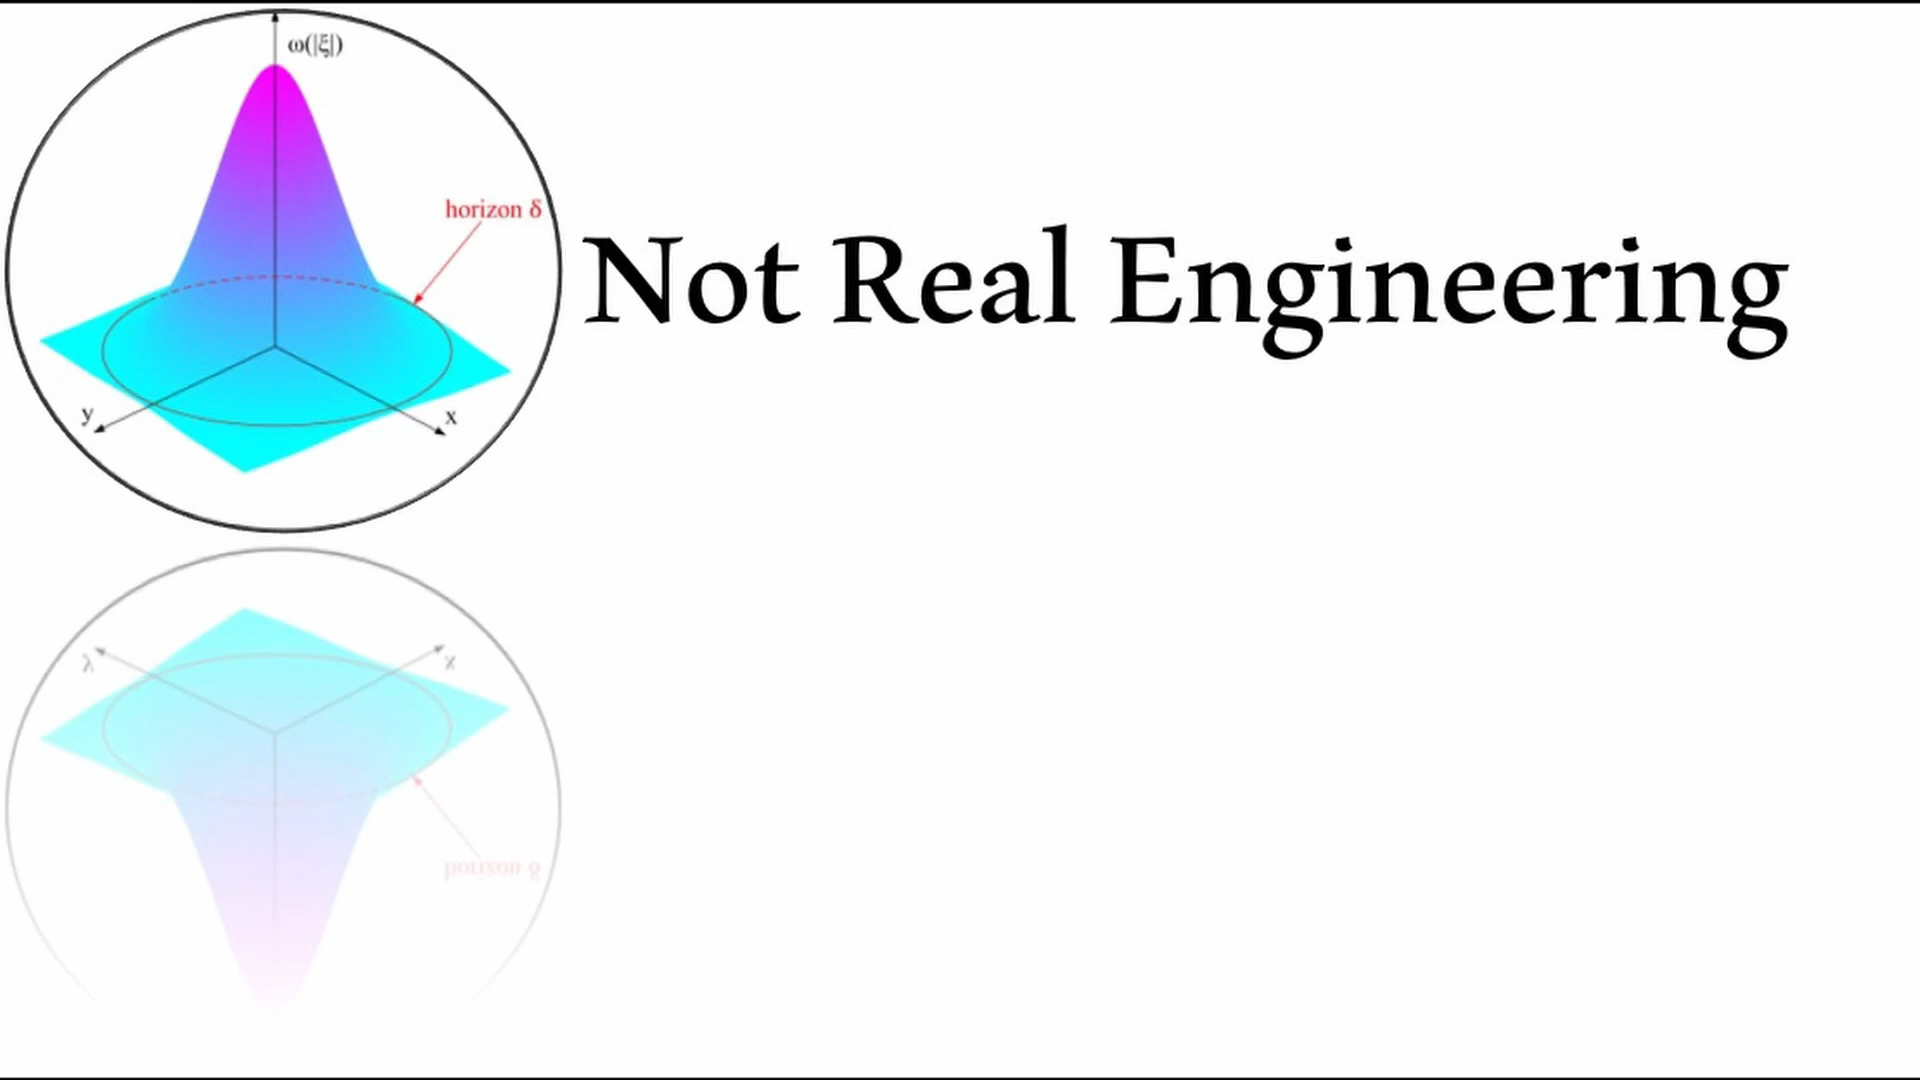 ω(|ξ|)
horizon δ
Not Real Engineering
y
x